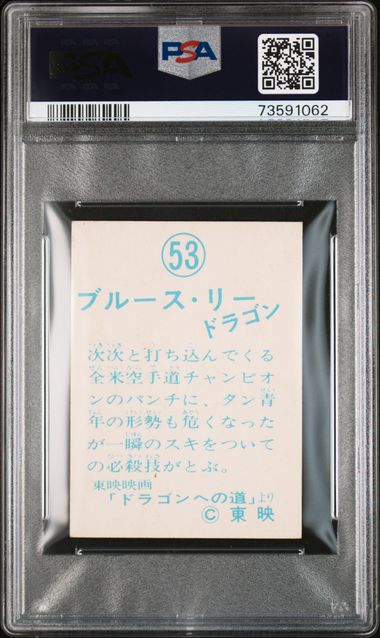 PSA
PSA
73591062
53
ブルース・リー
ドラゴン
次次と打ち込んでくる
全米空手道チャンピオ
ンのパンチに、タン青
年の形勢も危くなった
が一瞬のスキをついて
の必殺技がとぶ。
東映映画
「ドラゴンへの道」より
© 東映